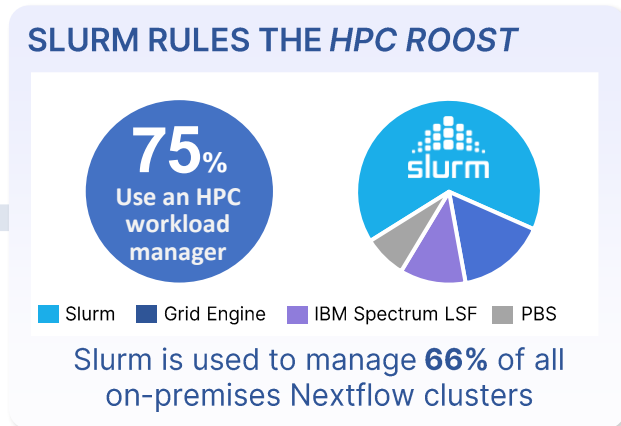 SLURM RULES THE HPC ROOST
75%
Use an HPC
workload
manager
slurm
Slurm
Grid Engine
IBM Spectrum LSF
PBS
Slurm is used to manage 66% of all
on-premises Nextflow clusters